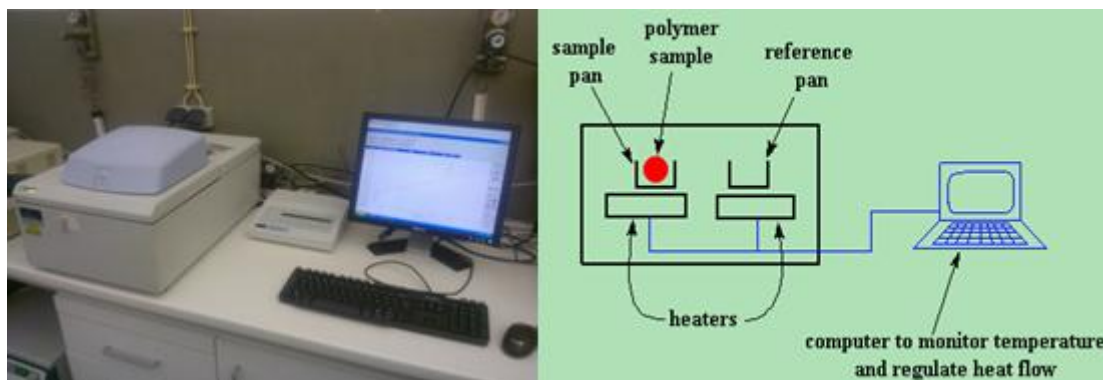 sample
pan
polymer
sample
reference
pan
heaters
computer to monitor temperature
and regulate heat flow